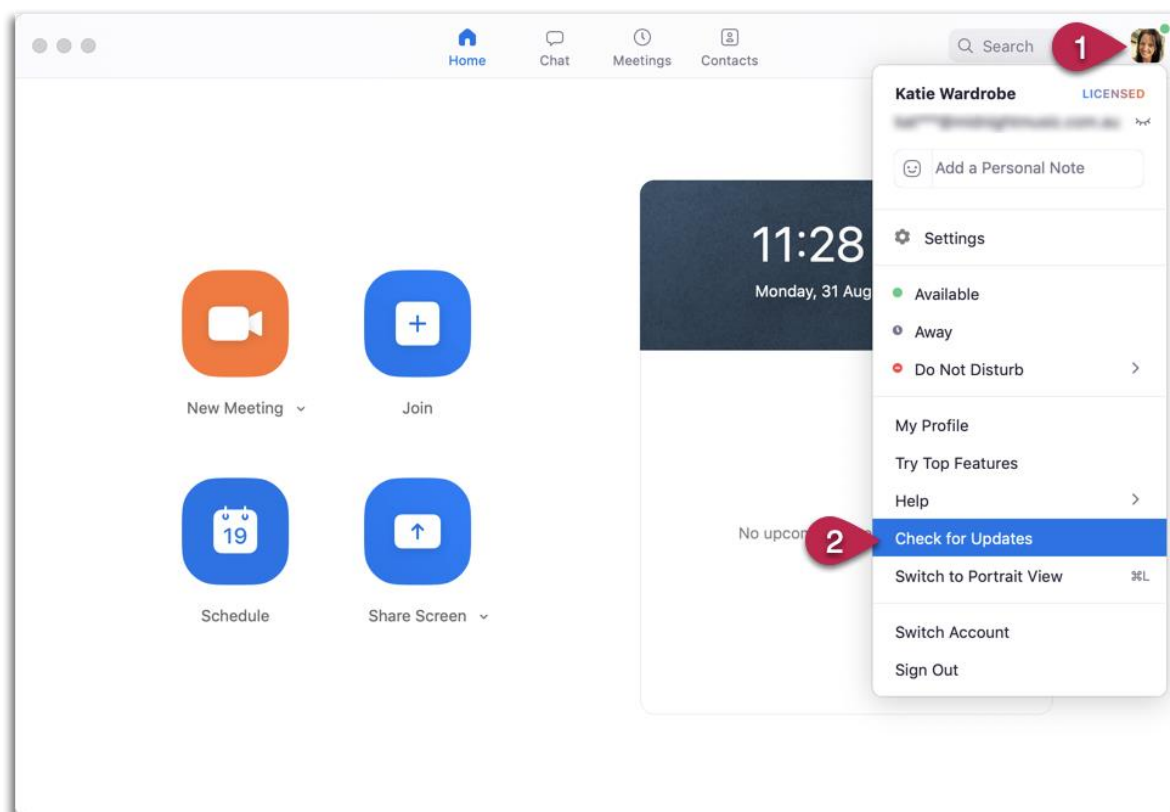 Home
Chat
Meetings
Contacts
Search
1
Katie Wardrobe
LICENSED
Add a Personal Note
11:28
Monday, 31 Aug
Settings
Available
Away
Do Not Disturb
New Meeting
Join
My Profile
Try Top Features
Help
No
2
Check for Updates
Switch to Portrait View ⌘L
19
Schedule
Share Screen
Switch Account
Sign Out